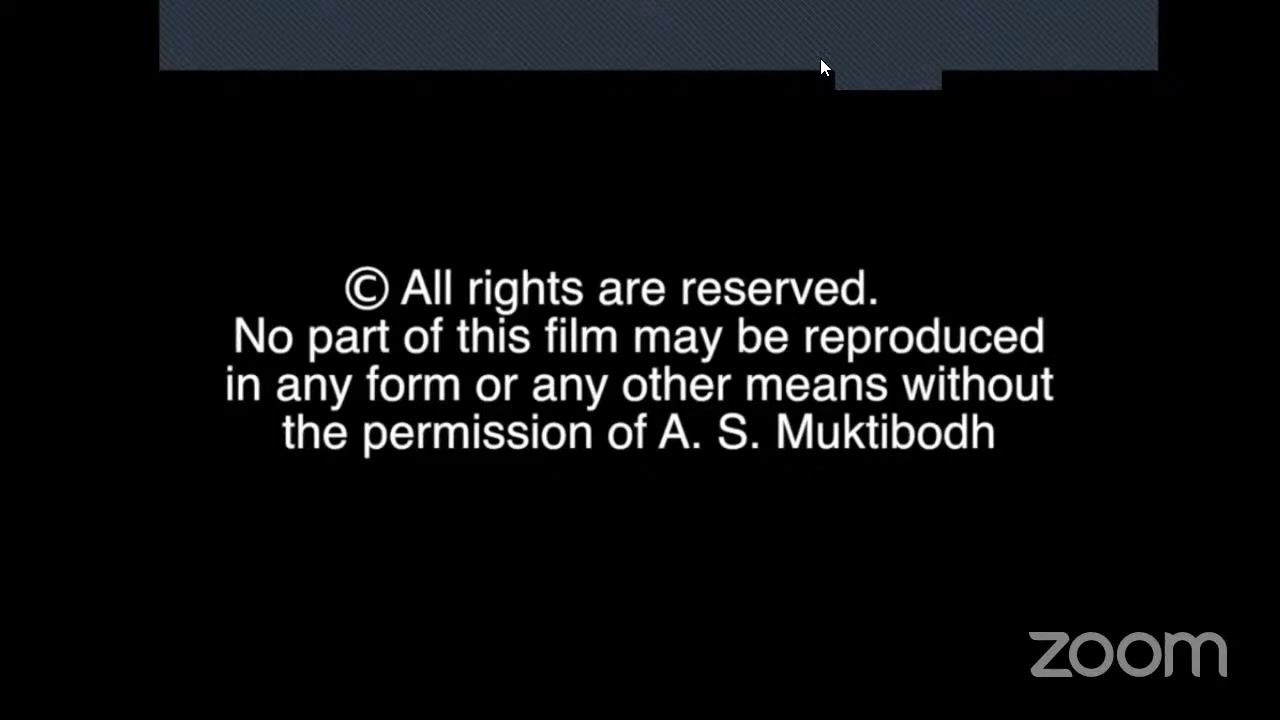 © All rights are reserved.
No part of this film may be reproduced
in any form or any other means without
the permission of A. S. Muktibodh
zoom